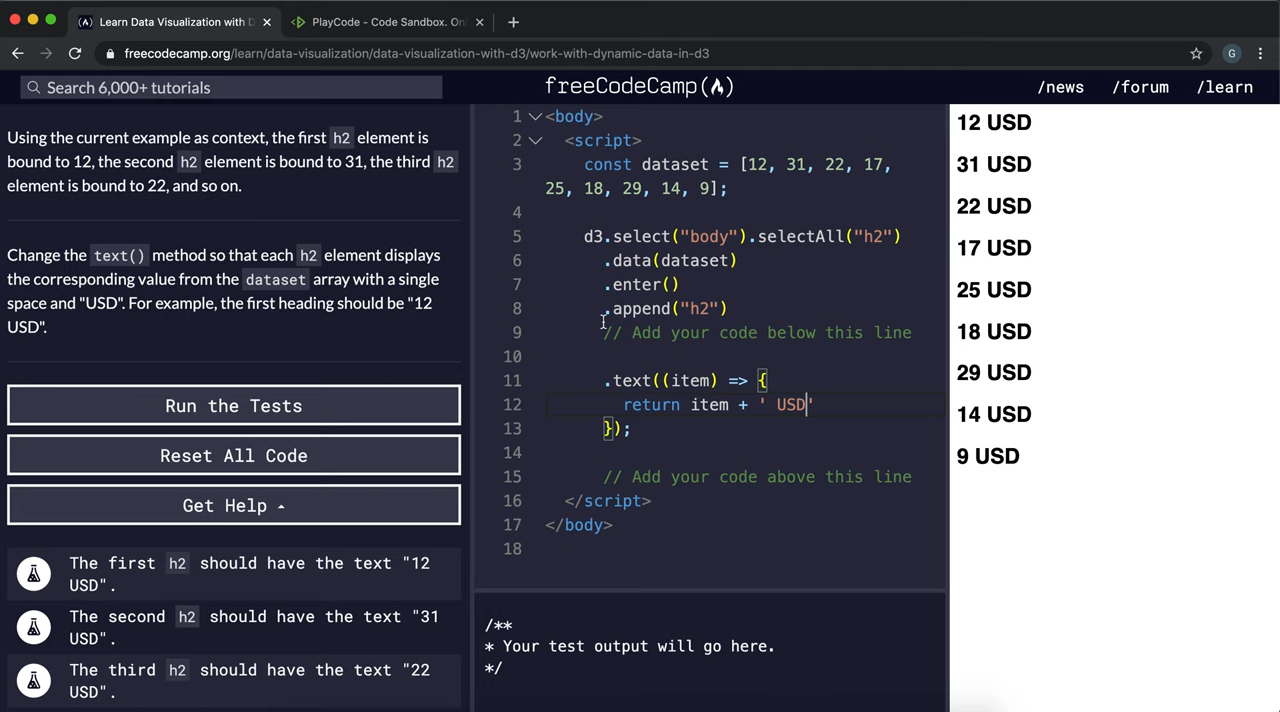 Learn Data Visualization with D
PlayCode - Code Sandbox. On
freecodecamp.org/learn/data-visualization/data-visualization-with-d3/work-with-dynamic-data-in-d3
G
Search 6,000+ tutorials
freeCodeCamp
/news
/forum
/learn
Using the current example as context, the first h2 element is
bound to 12, the second h2 element is bound to 31, the third h2
element is bound to 22, and so on.
Change the text() method so that each h2 element displays
the corresponding value from the dataset array with a single
space and "USD". For example, the first heading should be "12
USD".
Run the Tests
Reset All Code
Get Help
The first h2 should have the text "12
USD".
The second h2 should have the text "31
USD".
The third h2 should have the text "22
USD".
1 <body>
2 <script>
3 const dataset = [12, 31, 22, 17,
25, 18, 29, 14, 9];
4
5 d3.select("body").selectAll("h2")
6 .data(dataset)
7 .enter()
8 .append("h2")
9 // Add your code below this line
10
11 .text((item) => {
12 return item + ' USD'
13 });
14
15 // Add your code above this line
16 </script>
17 </body>
18
/**
* Your test output will go here.
*/
12 USD
31 USD
22 USD
17 USD
25 USD
18 USD
29 USD
14 USD
9 USD